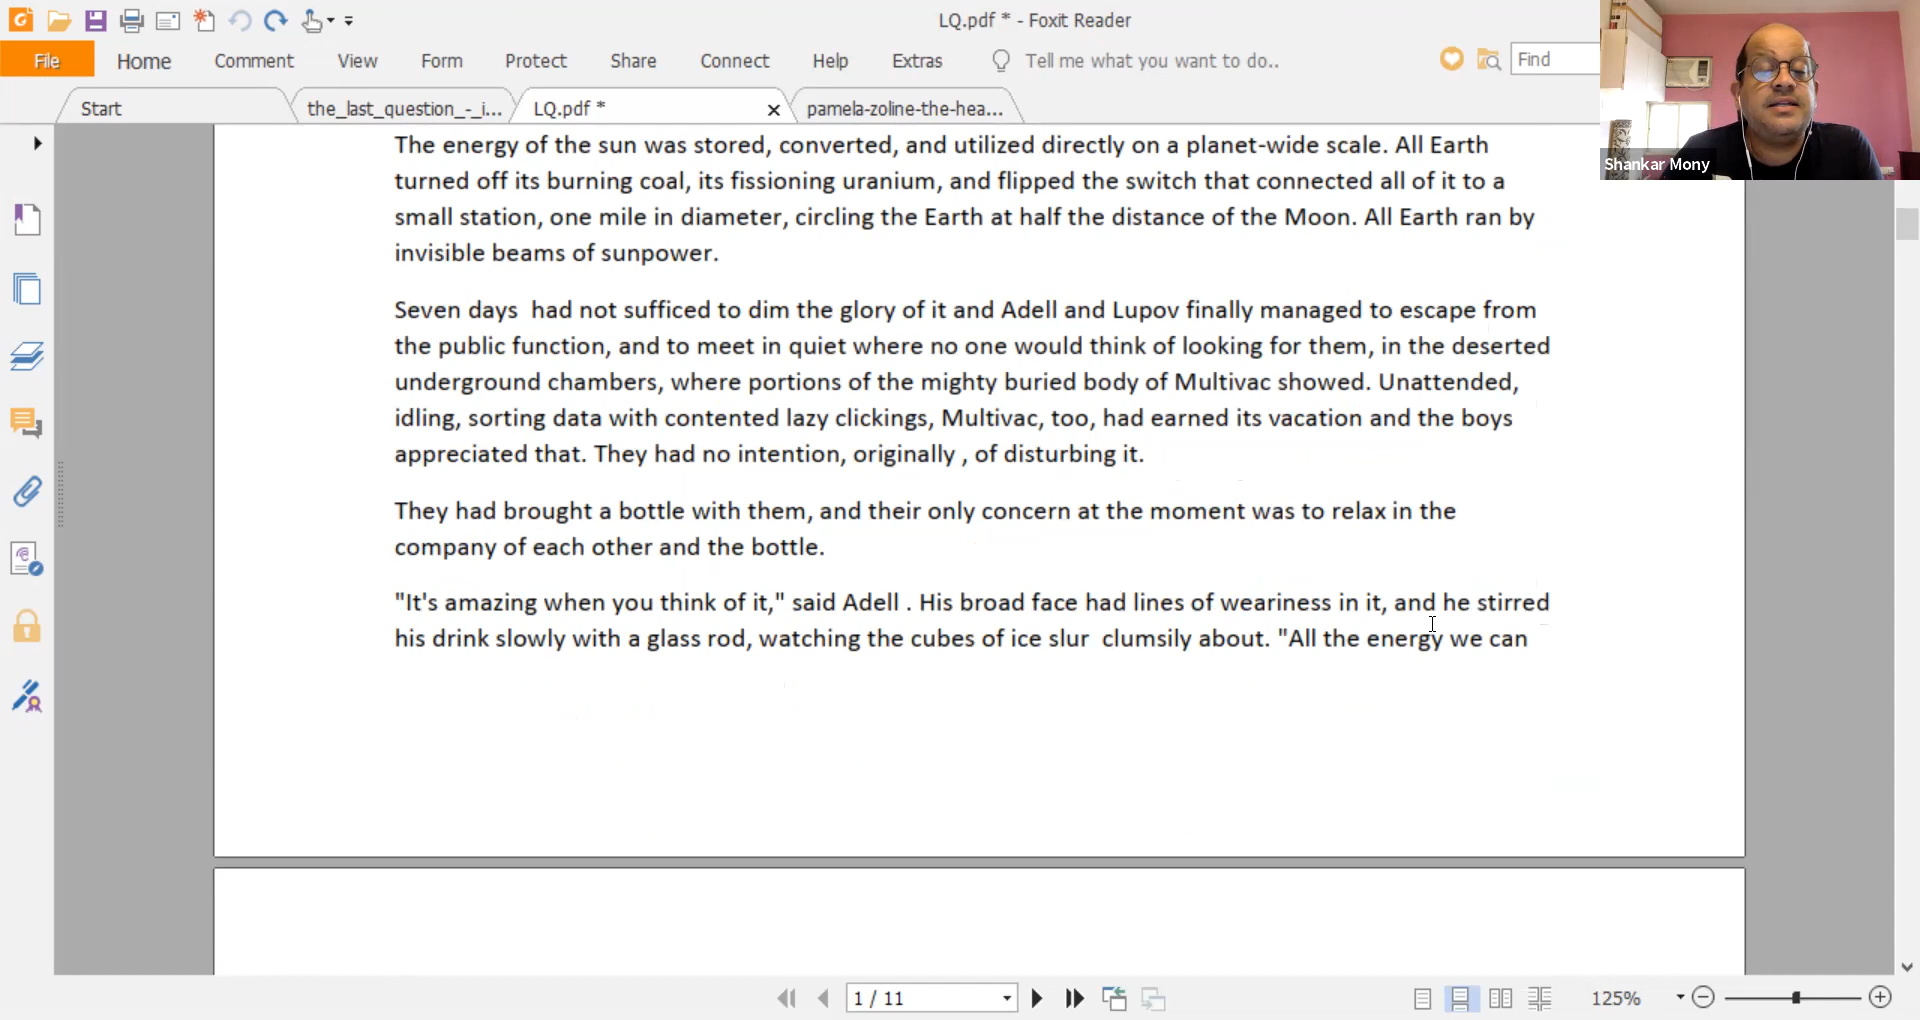 LQ.pdf * - Foxit Reader
File Home Comment View Form Protect Share Connect Help Extras Tell me what you want to do.. Find
Start the_last_question_-_i... LQ.pdf * pamela-zoline-the-hea...
Shankar Mony
The energy of the sun was stored, converted, and utilized directly on a planet-wide scale. All Earth
turned off its burning coal, its fissioning uranium, and flipped the switch that connected all of it to a
small station, one mile in diameter, circling the Earth at half the distance of the Moon. All Earth ran by
invisible beams of sunpower.
Seven days  had not sufficed to dim the glory of it and Adell and Lupov finally managed to escape from
the public function, and to meet in quiet where no one would think of looking for them, in the deserted
underground chambers, where portions of the mighty buried body of Multivac showed. Unattended,
idling, sorting data with contented lazy clickings, Multivac, too, had earned its vacation and the boys
appreciated that. They had no intention, originally , of disturbing it.
They had brought a bottle with them, and their only concern at the moment was to relax in the
company of each other and the bottle.
"It's amazing when you think of it," said Adell . His broad face had lines of weariness in it, and he stirred
his drink slowly with a glass rod, watching the cubes of ice slur  clumsily about. "All the energy we can
1 / 11
125%